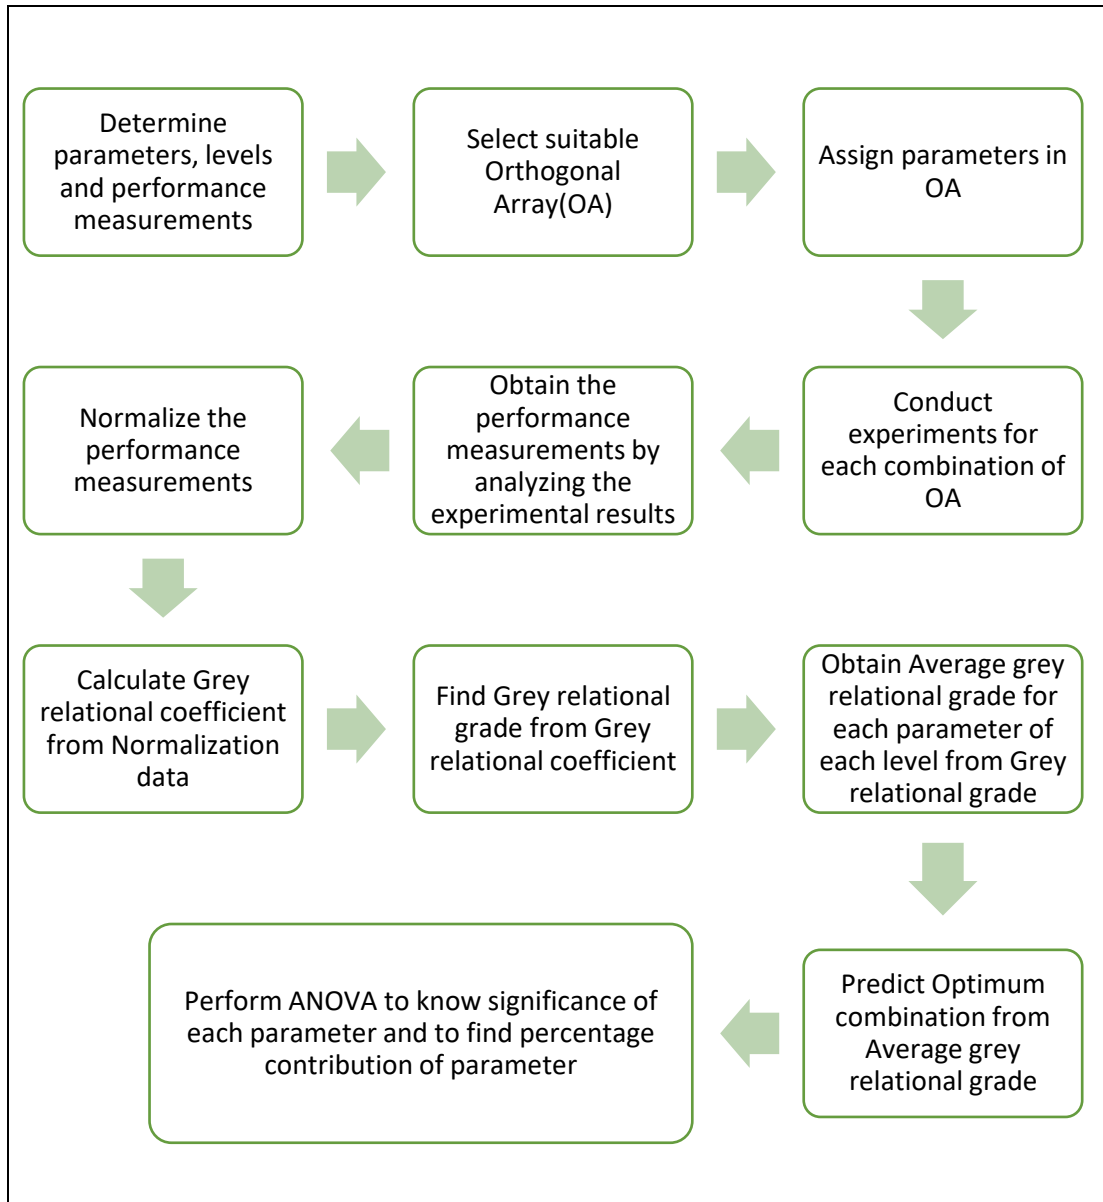 Determine
parameters, levels
and performance
measurements
Select suitable
Orthogonal
Array(OA)
Assign parameters in
OA
Conduct
experiments for
each combination of
OA
Obtain the
performance
measurements by
analyzing the
experimental results
Normalize the
performance
measurements
Calculate Grey
relational coefficient
from Normalization
data
Find Grey relational
grade from Grey
relational coefficient
Obtain Average grey
relational grade for
each parameter of
each level from Grey
relational grade
Predict Optimum
combination from
Average grey
relational grade
Perform ANOVA to know significance of
each parameter and to find percentage
contribution of parameter